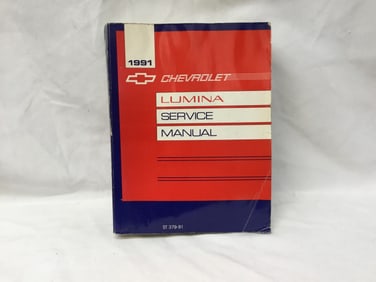 1991
CHEVROLET
LUMINA
SERVICE
MANUAL
ST 379-91